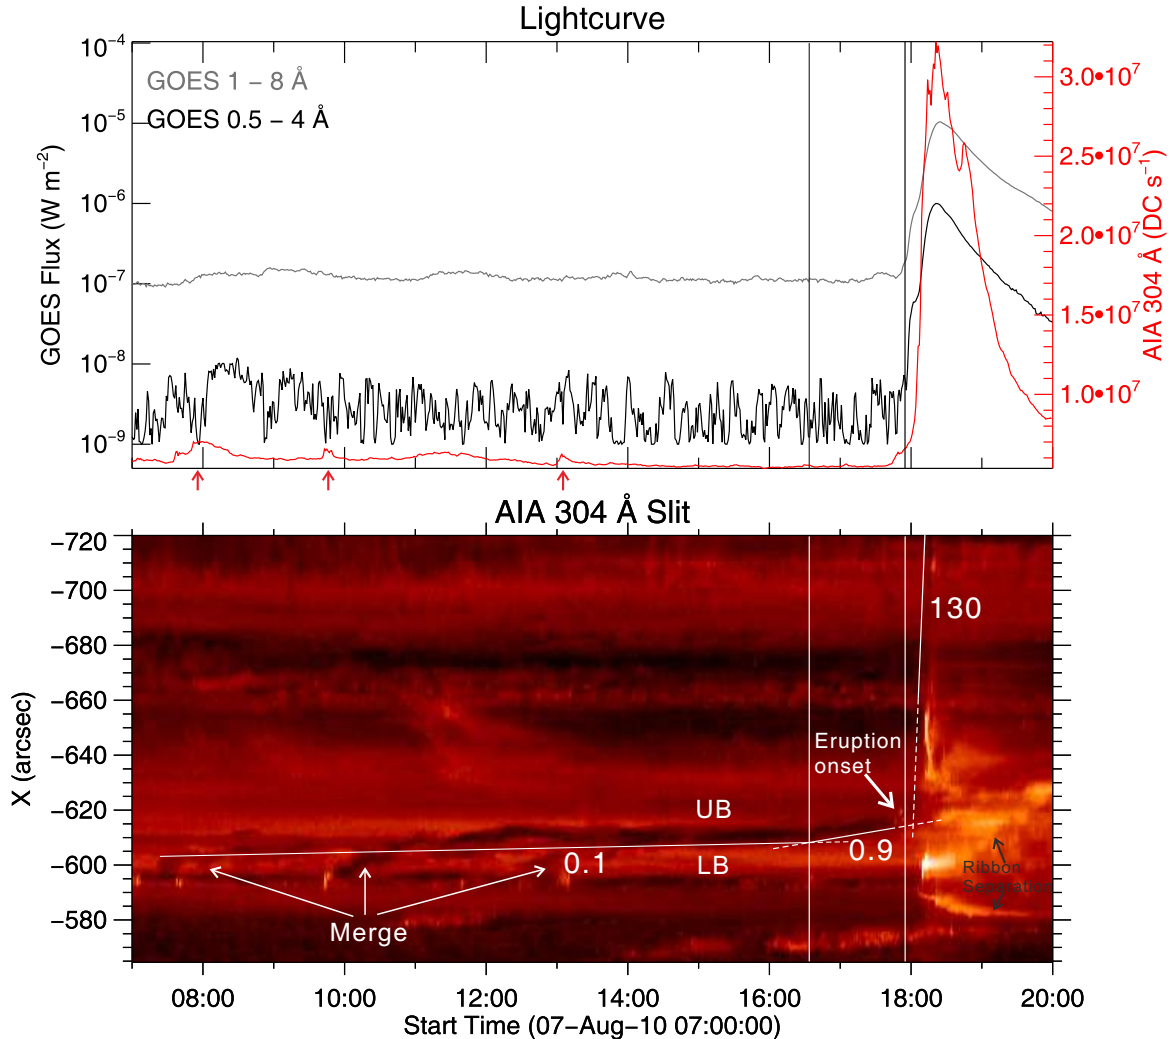 Lightcurve
GOES 1 − 8 Å
GOES 0.5 − 4 Å
10⁻⁴
10⁻⁵
10⁻⁶
10⁻⁷
10⁻⁸
10⁻⁹
GOES Flux (W m⁻²)
3.0•10⁷
2.5•10⁷
2.0•10⁷
1.5•10⁷
1.0•10⁷
AIA 304 Å (DC s⁻¹)
AIA 304 Å Slit
−720
−700
−680
−660
−640
−620
−600
−580
X (arcsec)
130
Eruption
onset
UB
0.9
0.1
LB
Ribbon
Separation
Merge
08:00
10:00
12:00
14:00
16:00
18:00
20:00
Start Time (07−Aug−10 07:00:00)